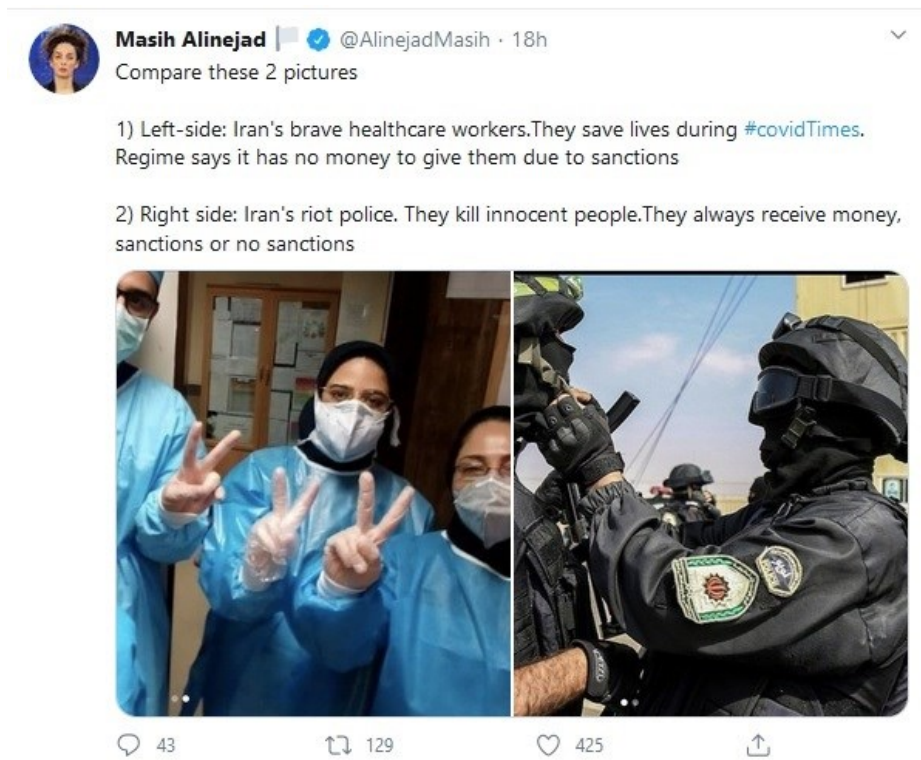 Masih Alinejad @AlinejadMasih · 18h
Compare these 2 pictures
1) Left-side: Iran's brave healthcare workers.They save lives during #covidTimes.
Regime says it has no money to give them due to sanctions
2) Right side: Iran's riot police. They kill innocent people.They always receive money,
sanctions or no sanctions
43 129 425